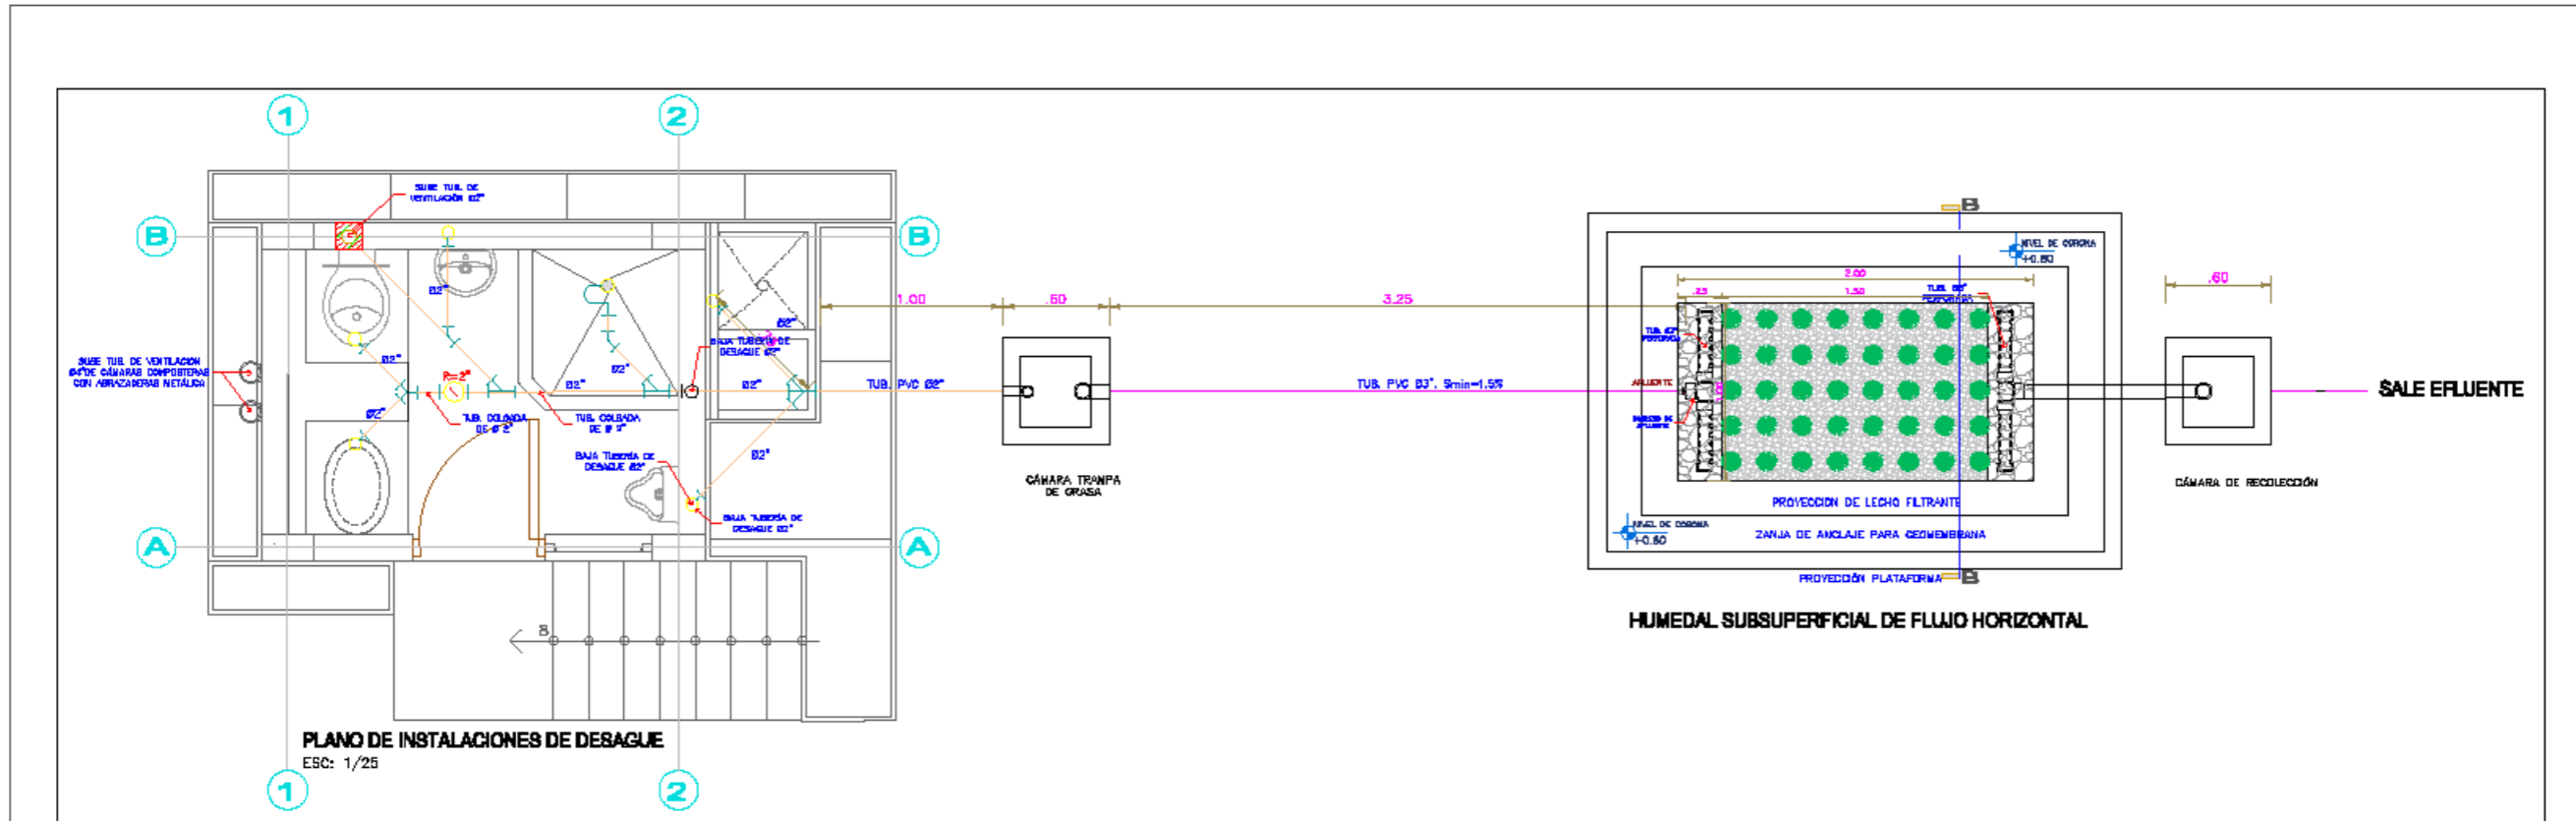 1
2
SUBE TUB. DE
VENTILACIÓN Ø2"
B
B
B
NIVEL DE CORONA
+0.60
2.00
.60
.25
1.50
1.00
.60
3.25
Ø2"
Ø2"
BAJA TUBERÍA DE
DESAGUE Ø2"
SUBE TUB. DE VENTILACIÓN
Ø4"DE CÁMARAS COMPOSTERAS
CON ABRAZADERAS METÁLICA
Ø2"
R=2"
Ø2"
Ø2"
Ø2"
TUB. PVC Ø2"
TUB. PVC Ø3", Smin=1.5%
AFLUENTE
SALE EFLUENTE
Ø2"
TUB. COLGADA
DE Ø 2"
TUB. COLGADA
DE Ø 2"
BAJA TUBERÍA DE
DESAGUE Ø2"
Ø2"
CÁMARA TRAMPA
DE GRASA
CÁMARA DE RECOLECCIÓN
BAJA TUBERÍA DE
DESAGUE Ø2"
PROYECCION DE LECHO FILTRANTE
NIVEL DE CORONA
+0.60
ZANJA DE ANCLAJE PARA GEOMEMBRANA
A
A
PROYECCIÓN PLATAFORMA
B
HUMEDAL SUBSUPERFICIAL DE FLUJO HORIZONTAL
PLANO DE INSTALACIONES DE DESAGUE
ESC: 1/25
1
2